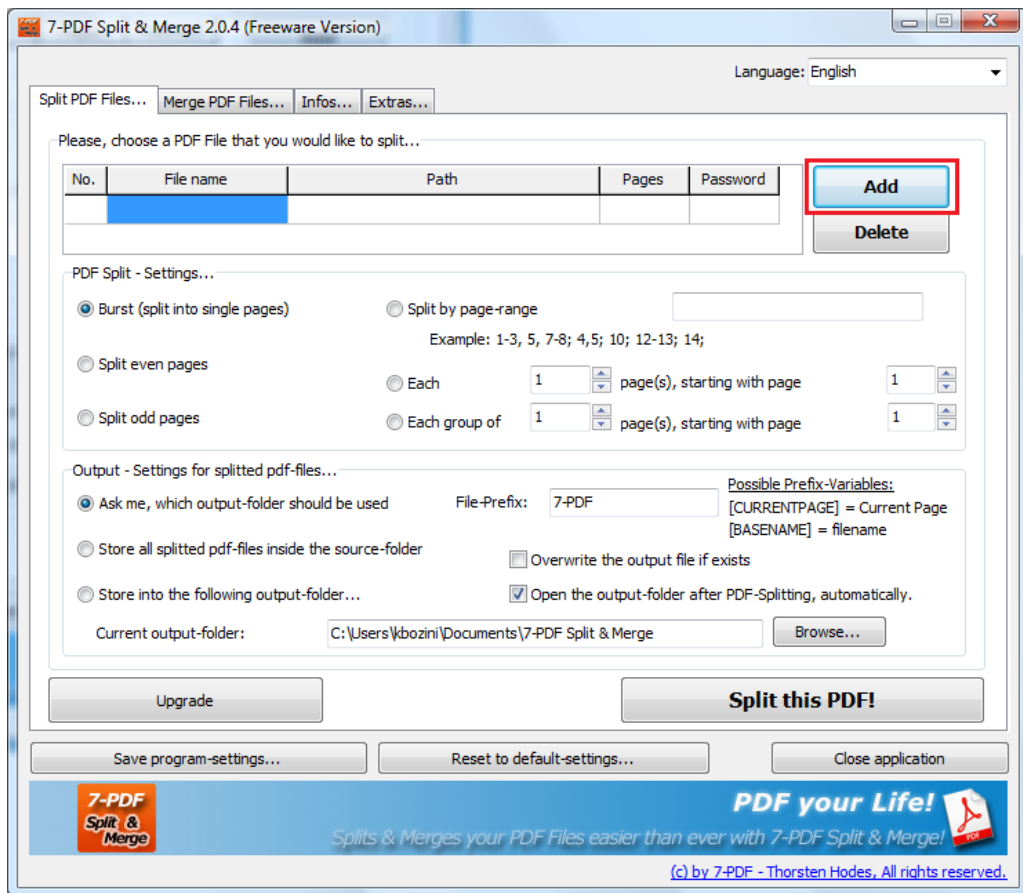 7-PDF Split & Merge 2.0.4 (Freeware Version)
Language: English
Split PDF Files... Merge PDF Files... Infos... Extras...
Please, choose a PDF File that you would like to split...
No. File name Path Pages Password
Add
Delete
PDF Split - Settings...
Burst (split into single pages) Split by page-range
Example: 1-3, 5, 7-8; 4,5; 10; 12-13; 14;
Split even pages
Each 1 page(s), starting with page 1
Split odd pages
Each group of 1 page(s), starting with page 1
Output - Settings for splitted pdf-files...
Ask me, which output-folder should be used File-Prefix: 7-PDF
Possible Prefix-Variables:
[CURRENTPAGE] = Current Page
[BASENAME] = filename
Store all splitted pdf-files inside the source-folder
Overwrite the output file if exists
Store into the following output-folder... Open the output-folder after PDF-Splitting, automatically.
Current output-folder: C:\Users\kbozini\Documents\7-PDF Split & Merge Browse...
Upgrade Split this PDF!
Save program-settings... Reset to default-settings... Close application
7-PDF
Split &
Merge
PDF your Life!
Splits & Merges your PDF Files easier than ever with 7-PDF Split & Merge!
PDF
(c) by 7-PDF - Thorsten Hodes, All rights reserved.